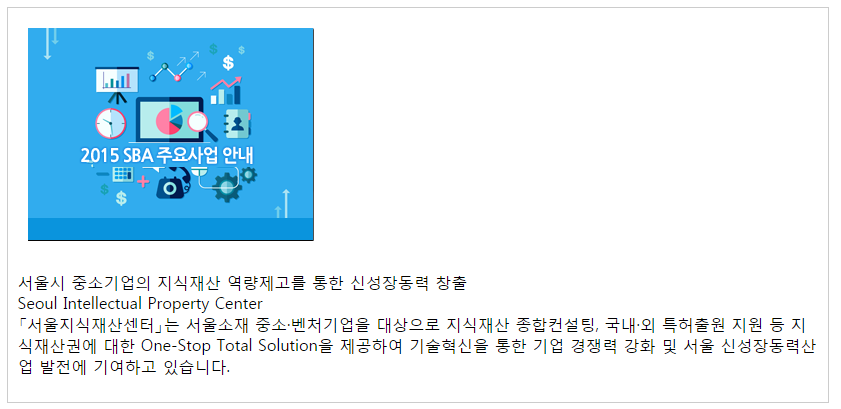 2015 SBA 주요사업 안내
서울시 중소기업의 지식재산 역량제고를 통한 신성장동력 창출
Seoul Intellectual Property Center
「서울지식재산센터」는 서울소재 중소·벤처기업을 대상으로 지식재산 종합컨설팅, 국내·외 특허출원 지원 등 지
식재산권에 대한 One-Stop Total Solution을 제공하여 기술혁신을 통한 기업 경쟁력 강화 및 서울 신성장동력산
업 발전에 기여하고 있습니다.